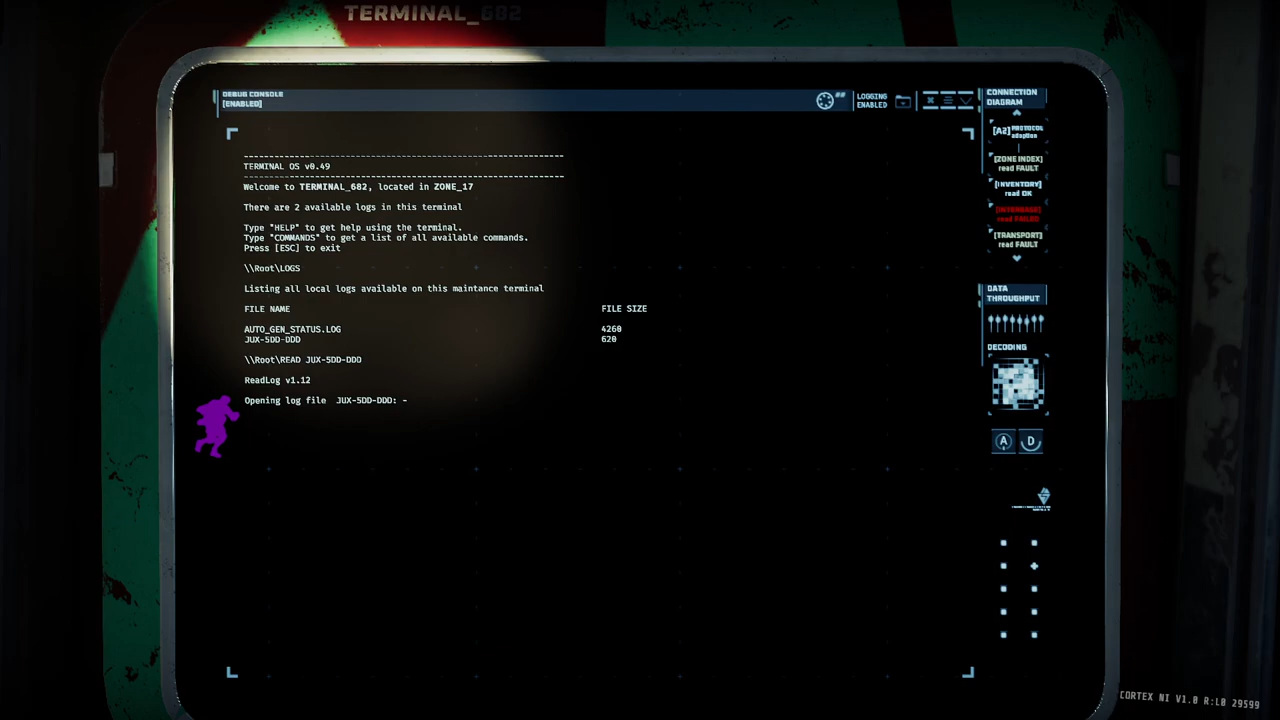 TERMINAL_682
DEBUG CONSOLE
[ENABLED]
LOGGING
ENABLED
CONNECTION
DIAGRAM
[A2] PROTOCOL
adaption
[ZONE INDEX]
read FAULT
[INVENTORY]
read OK
read FAILED
[TRANSPORT]
read FAULT
DATA
THROUGHPUT
DECODING
A D
--------------------------------------------------------------
TERMINAL OS v0.49
--------------------------------------------------------------
Welcome to TERMINAL_682, located in ZONE_17
There are 2 available logs in this terminal
Type "HELP" to get help using the terminal.
Type "COMMANDS" to get a list of all available commands.
Press [ESC] to exit
\\Root\LOGS
Listing all local logs available on this maintance terminal
FILE NAME FILE SIZE
AUTO_GEN_STATUS.LOG 4260
JUX-5DD-DDD 620
\\Root\READ JUX-5DD-DDD
ReadLog v1.12
Opening log file  JUX-5DD-DDD: -
CORTEX NI V1.0 R:L0 29599